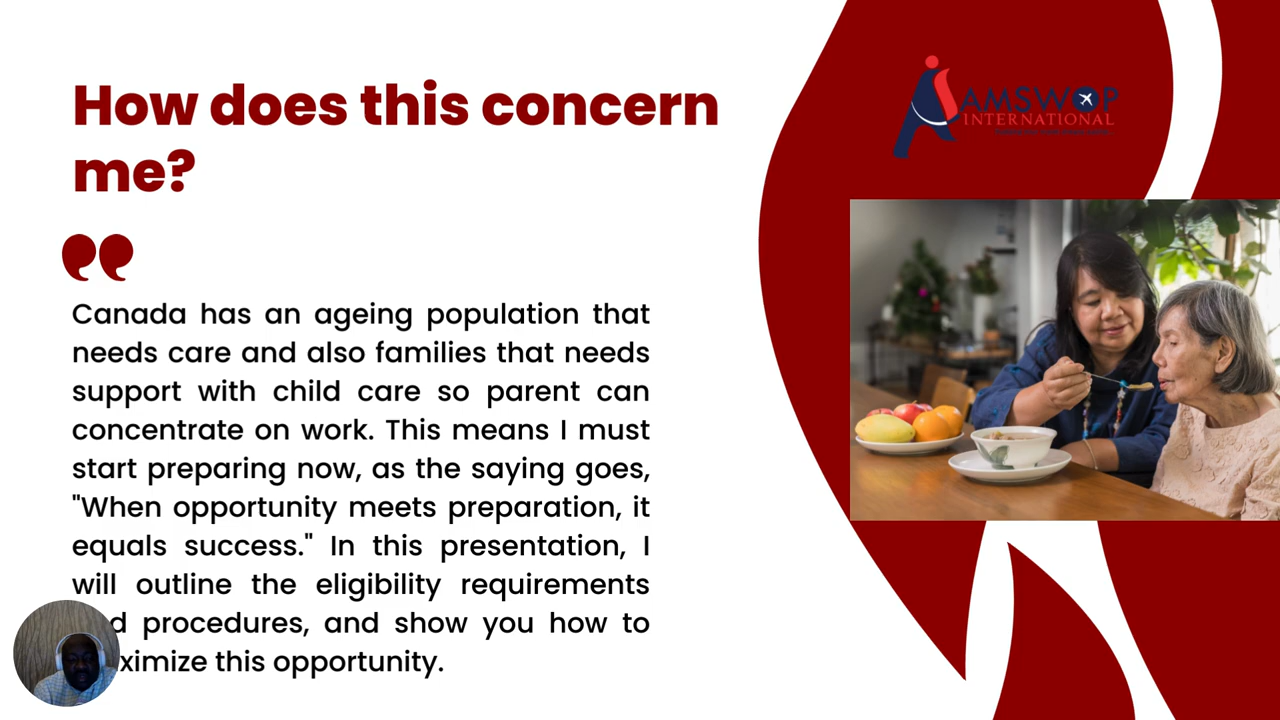 How does this concern
me?
AMSWOP
INTERNATIONAL
Canada has an ageing population that
needs care and also families that needs
support with child care so parent can
concentrate on work. This means I must
start preparing now, as the saying goes,
"When opportunity meets preparation, it
equals success." In this presentation, I
will outline the eligibility requirements
procedures, and show you how to
this opportunity.